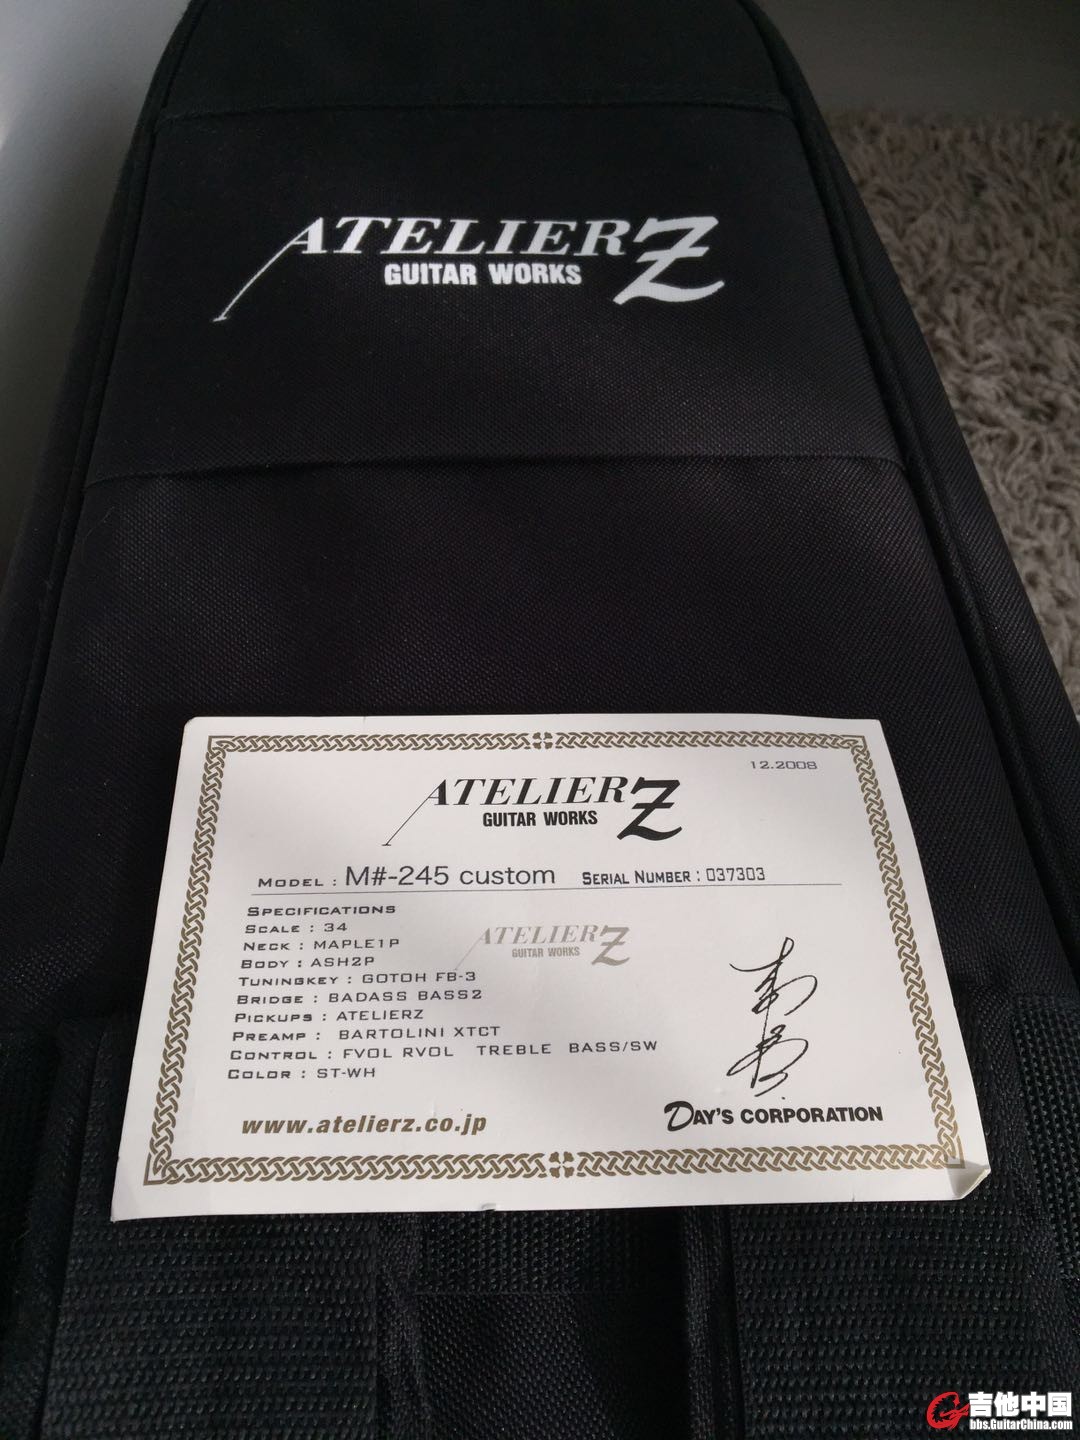 ATELIER Z
GUITAR WORKS
12.2008
ATELIER Z
GUITAR WORKS
MODEL : M#-245 custom SERIAL NUMBER : 037303
SPECIFICATIONS
SCALE : 34
NECK : MAPLE1P
BODY : ASH2P
TUNINGKEY : GOTOH FB-3
BRIDGE : BADASS BASS2
PICKUPS : ATELIERZ
PREAMP : BARTOLINI XTCT
CONTROL : FVOL RVOL TREBLE BASS/SW
COLOR : ST-WH
ATELIER Z
GUITAR WORKS
www.atelierz.co.jp
DAY'S CORPORATION
吉他中国
bbs.GuitarChina.com